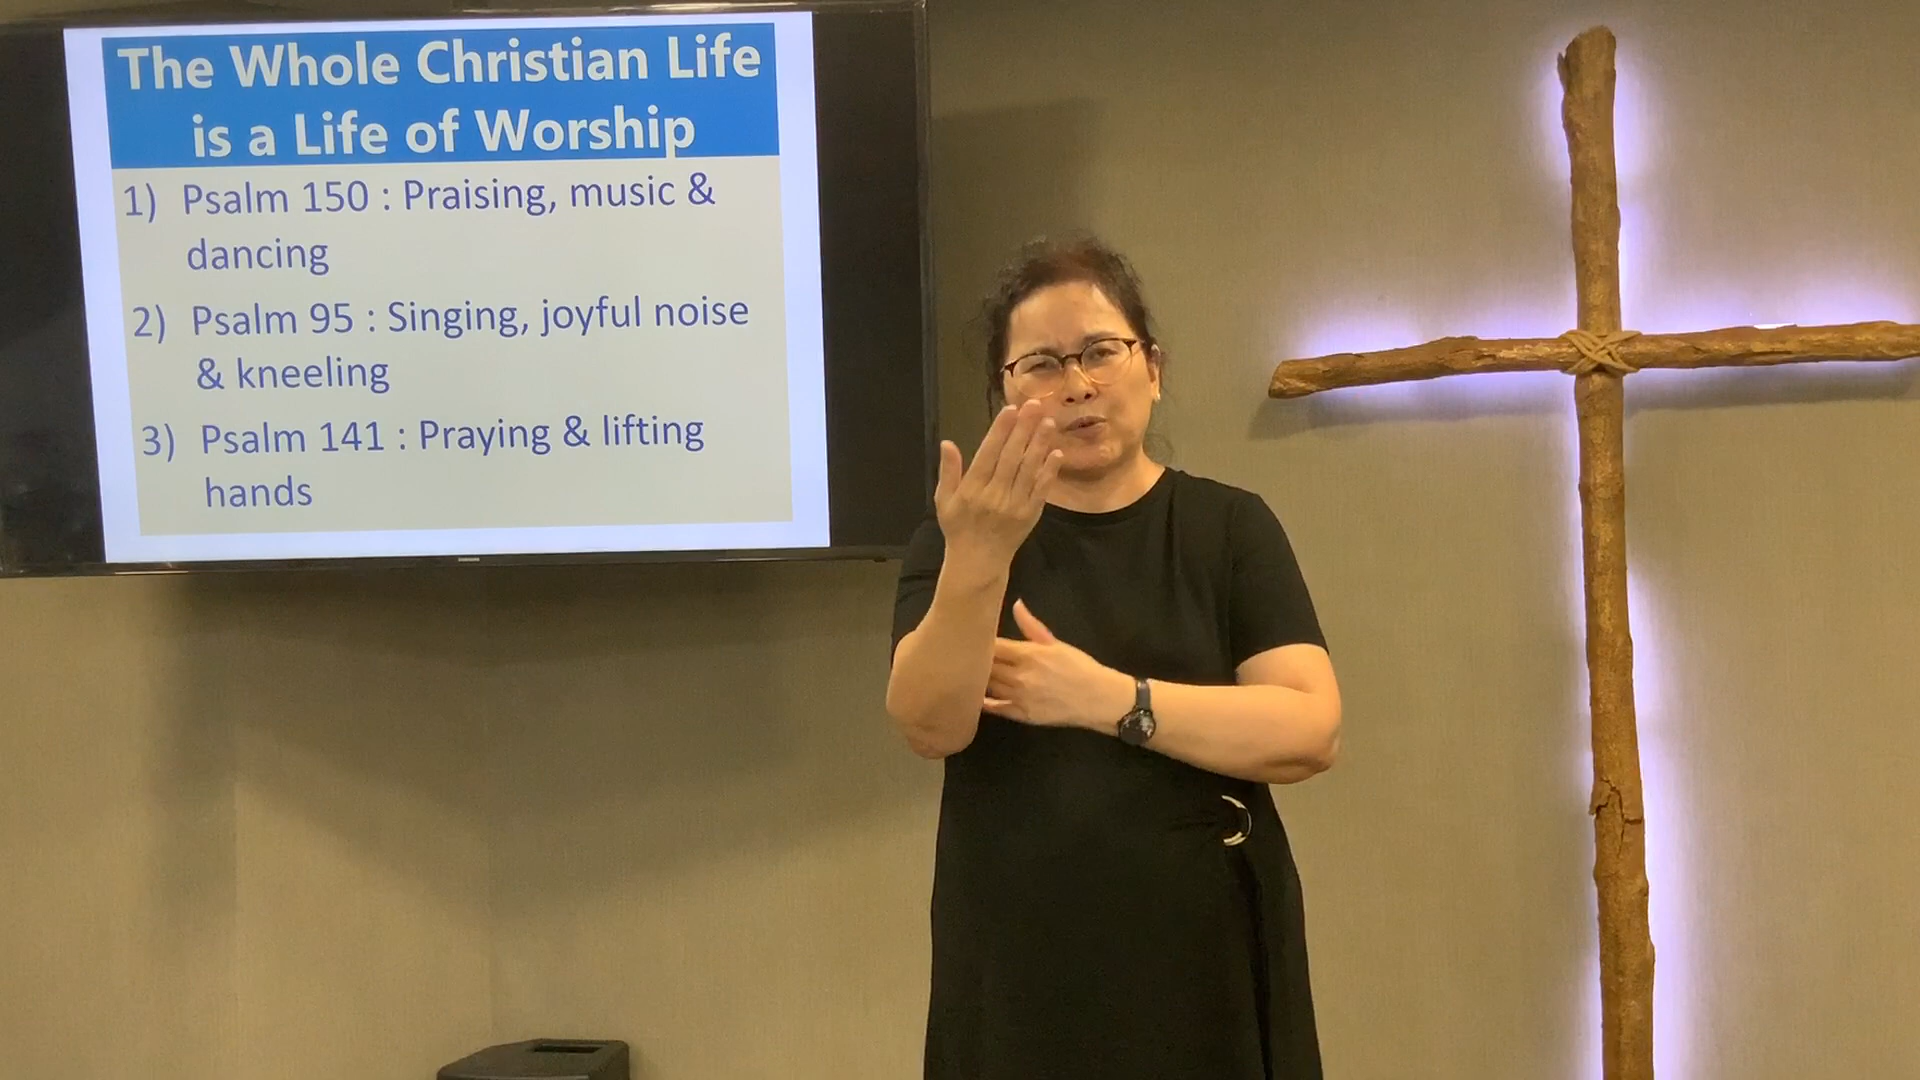 The Whole Christian Life
is a Life of Worship
1) Psalm 150 : Praising, music &
dancing
2) Psalm 95 : Singing, joyful noise
& kneeling
3) Psalm 141 : Praying & lifting
hands
SAMSUNG